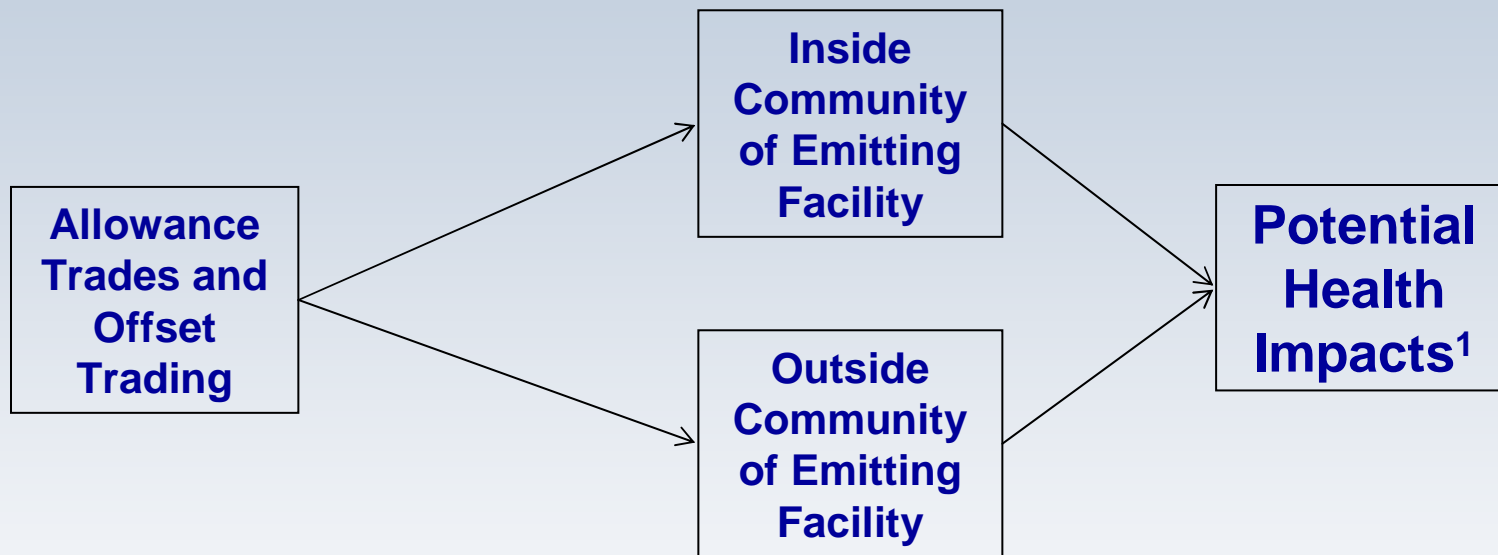 Allowance
Trades and
Offset
Trading
Inside
Community
of Emitting
Facility
Outside
Community
of Emitting
Facility
Potential
Health
Impacts¹